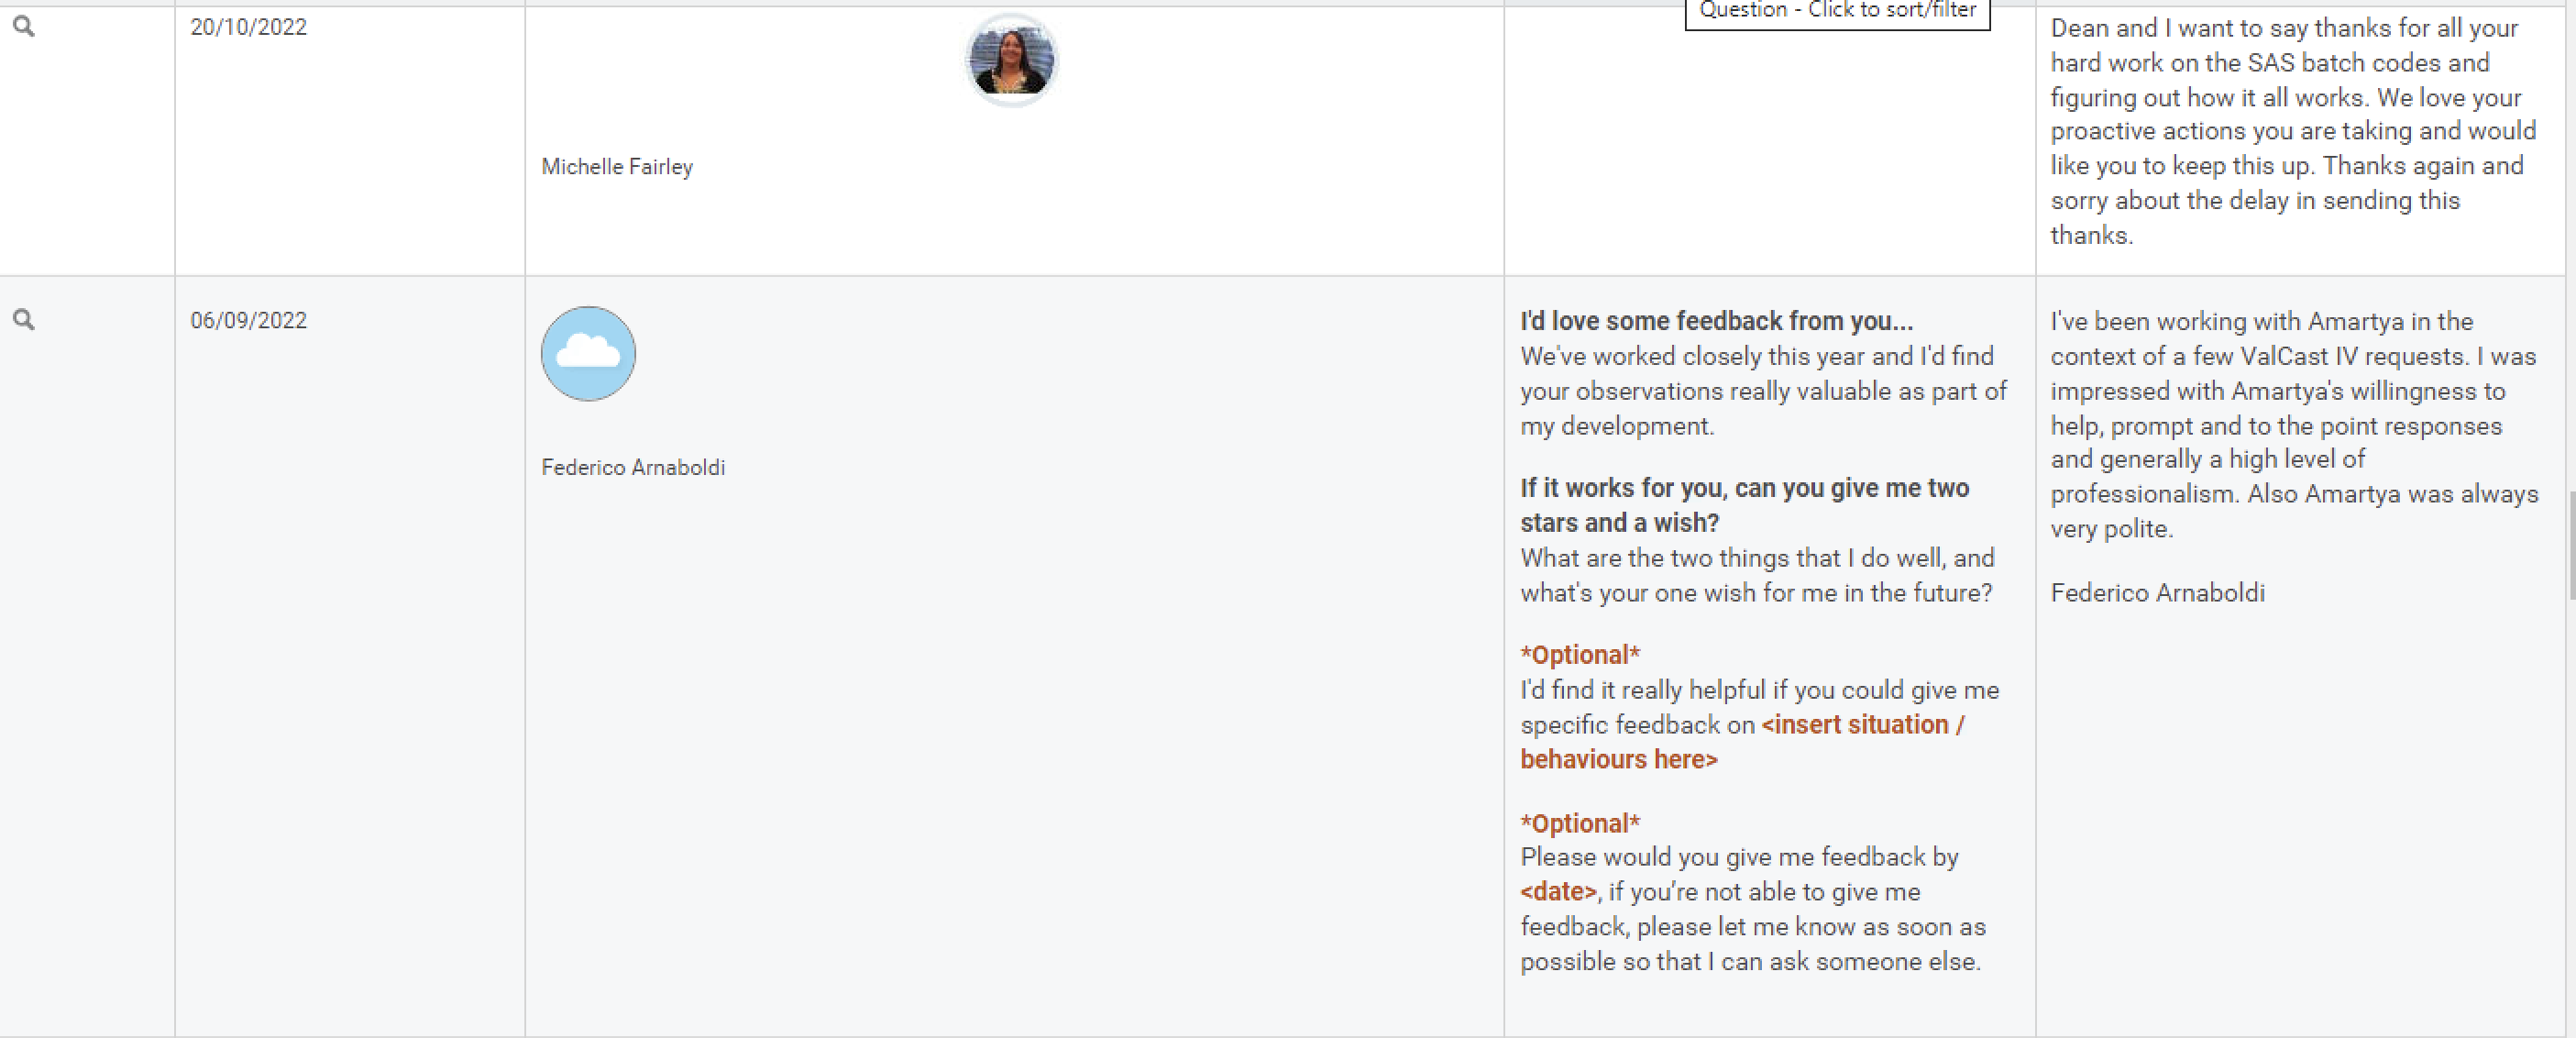 Question - Click to sort/filter
20/10/2022
Michelle Fairley
Dean and I want to say thanks for all your
hard work on the SAS batch codes and
figuring out how it all works. We love your
proactive actions you are taking and would
like you to keep this up. Thanks again and
sorry about the delay in sending this
thanks.
06/09/2022
Federico Arnaboldi
I'd love some feedback from you...
We've worked closely this year and I'd find
your observations really valuable as part of
my development.
If it works for you, can you give me two
stars and a wish?
What are the two things that I do well, and
what's your one wish for me in the future?
*Optional*
I'd find it really helpful if you could give me
specific feedback on <insert situation /
behaviours here>
*Optional*
Please would you give me feedback by
<date>, if you’re not able to give me
feedback, please let me know as soon as
possible so that I can ask someone else.
I've been working with Amartya in the
context of a few ValCast IV requests. I was
impressed with Amartya's willingness to
help, prompt and to the point responses
and generally a high level of
professionalism. Also Amartya was always
very polite.
Federico Arnaboldi